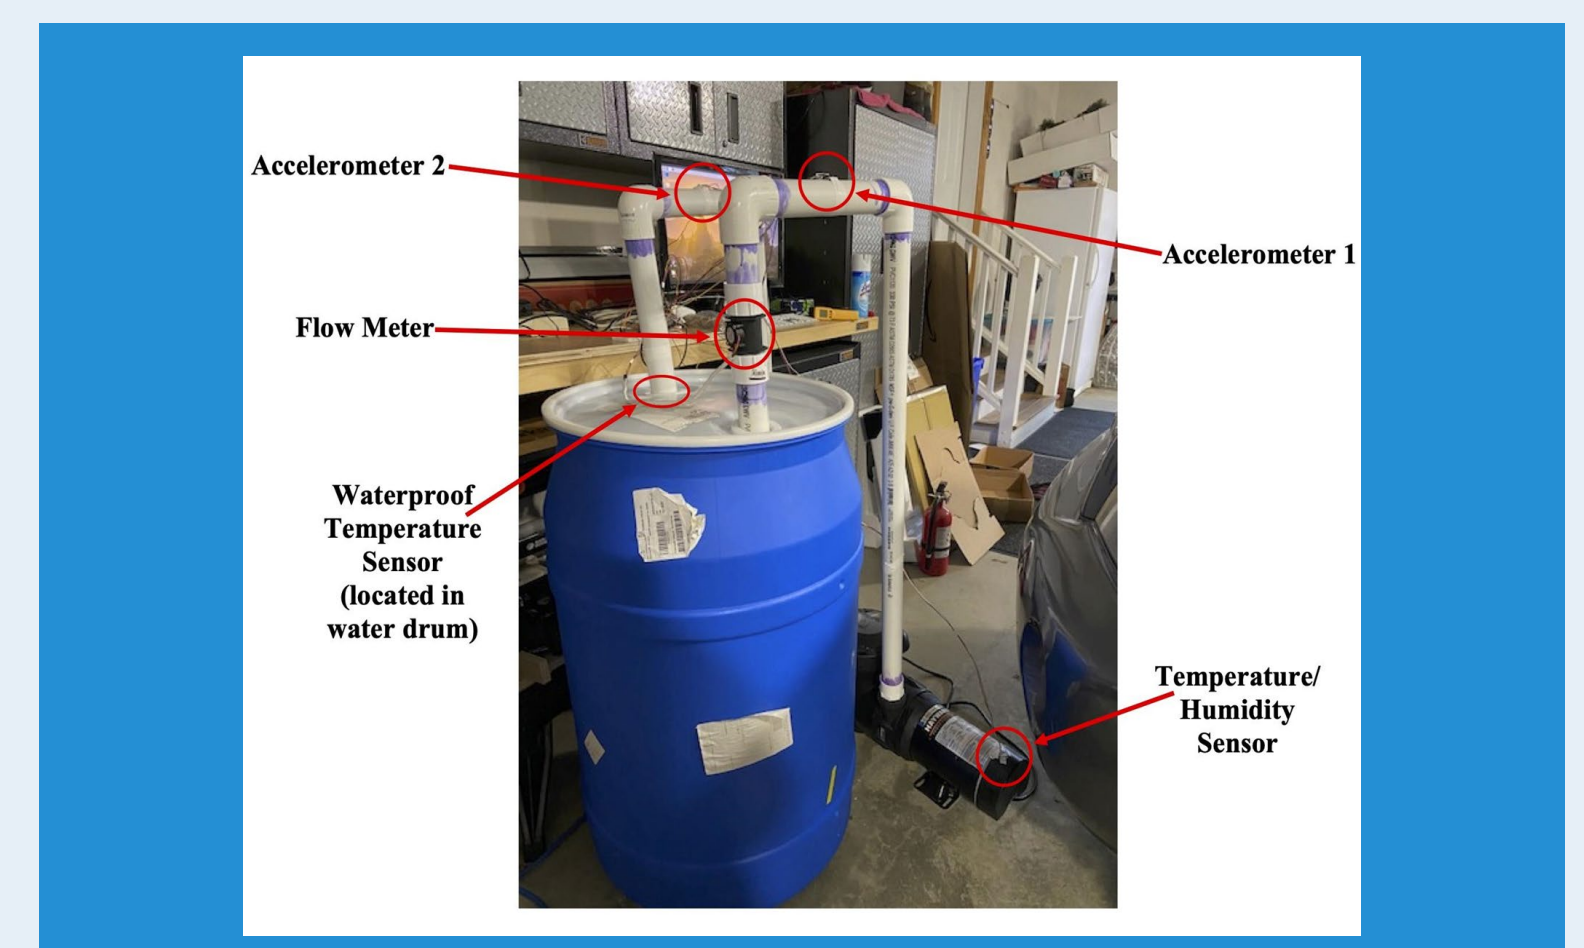 Accelerometer 2
Accelerometer 1
Flow Meter
Waterproof
Temperature
Sensor
(located in
water drum)
Temperature/
Humidity
Sensor